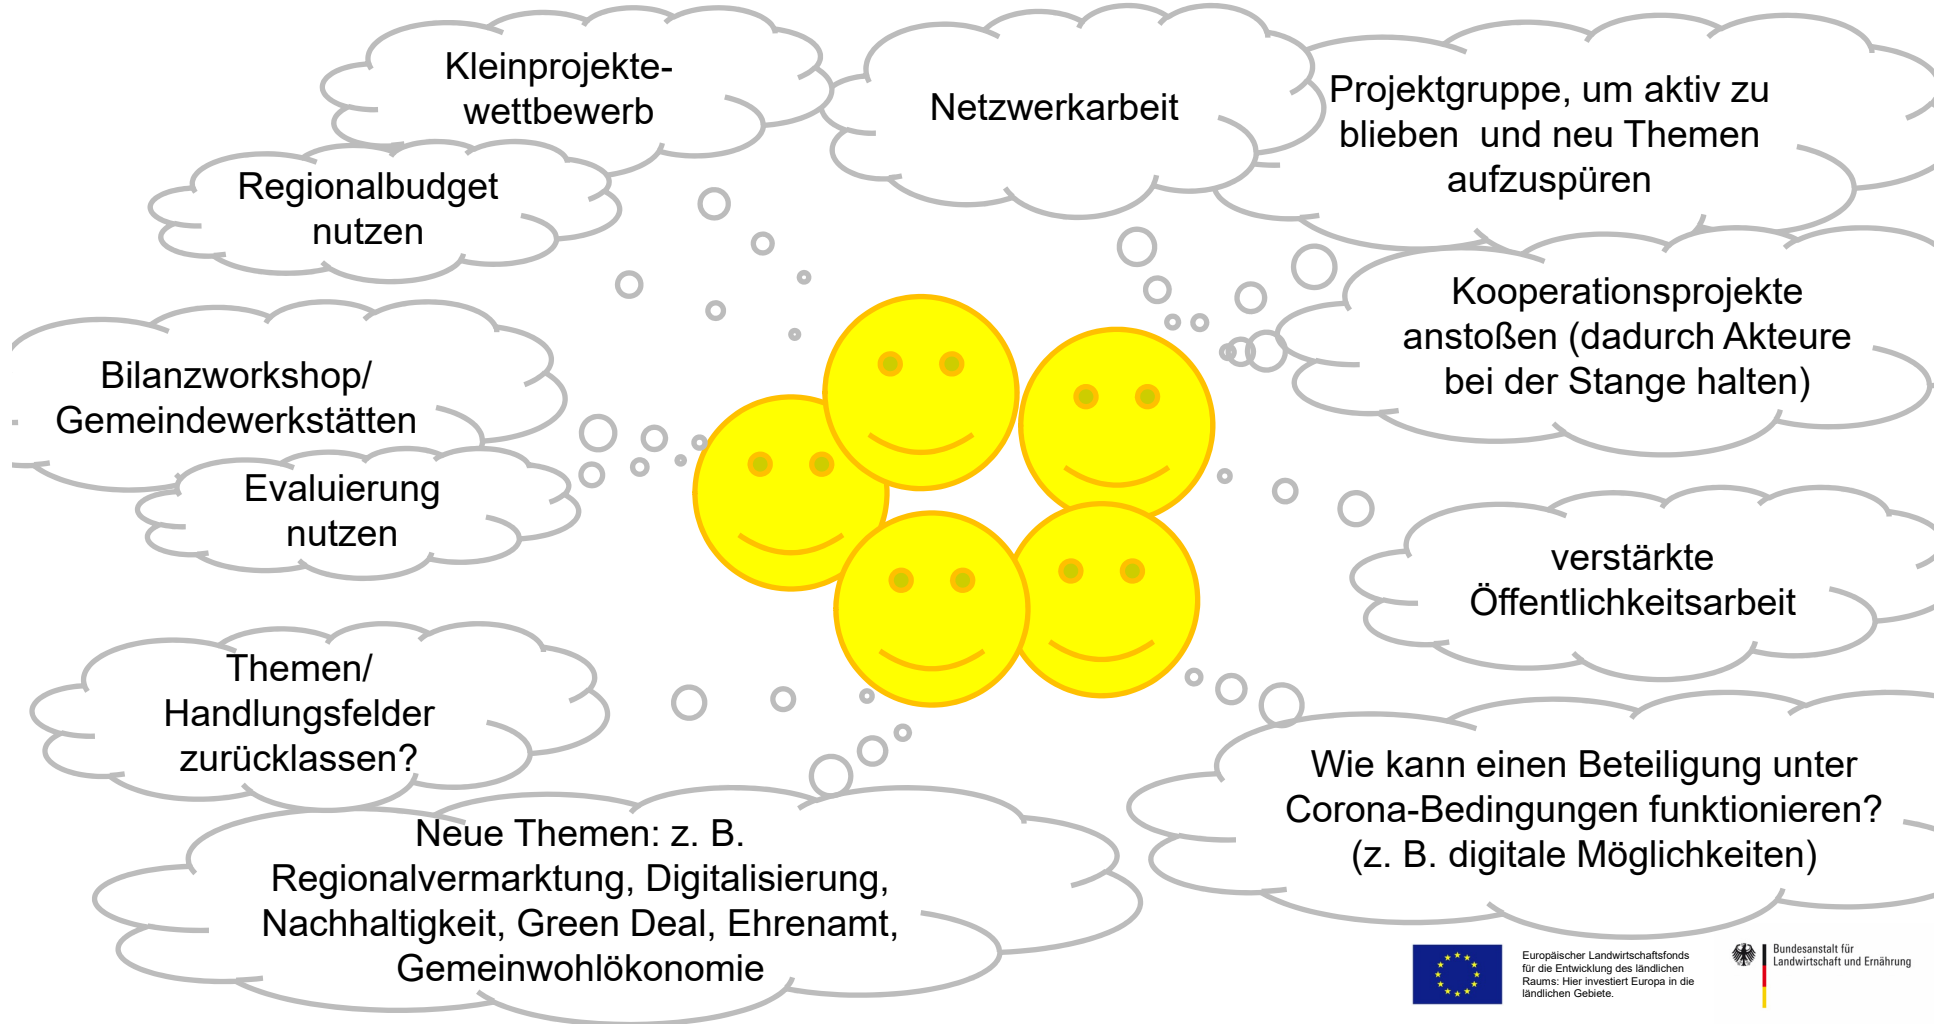 Kleinprojekte-
wettbewerb
Netzwerkarbeit
Projektgruppe, um aktiv zu
blieben und neu Themen
aufzuspüren
Regionalbudget
nutzen
Kooperationsprojekte
anstoßen (dadurch Akteure
bei der Stange halten)
Bilanzworkshop/
Gemeindewerkstätten
Evaluierung
nutzen
verstärkte
Öffentlichkeitsarbeit
Themen/
Handlungsfelder
zurücklassen?
Wie kann einen Beteiligung unter
Corona-Bedingungen funktionieren?
(z. B. digitale Möglichkeiten)
Neue Themen: z. B.
Regionalvermarktung, Digitalisierung,
Nachhaltigkeit, Green Deal, Ehrenamt,
Gemeinwohlökonomie
Europäischer Landwirtschaftsfonds
für die Entwicklung des ländlichen
Raums: Hier investiert Europa in die
ländlichen Gebiete.
Bundesanstalt für
Landwirtschaft und Ernährung